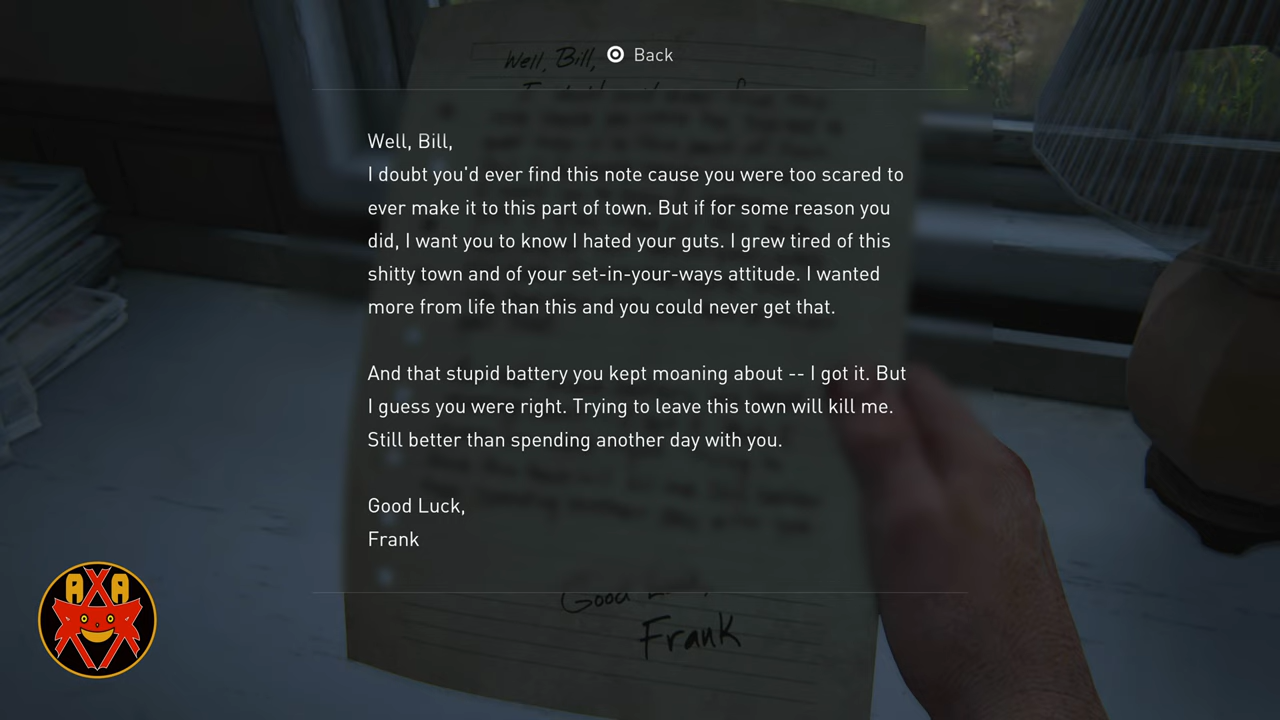 Well, Bill,
Back
Well, Bill,
I doubt you'd ever find this note cause you were too scared to
ever make it to this part of town. But if for some reason you
did, I want you to know I hated your guts. I grew tired of this
shitty town and of your set-in-your-ways attitude. I wanted
more from life than this and you could never get that.
And that stupid battery you kept moaning about -- I got it. But
I guess you were right. Trying to leave this town will kill me.
Still better than spending another day with you.
Good Luck,
Frank
Good
Frank
AXA